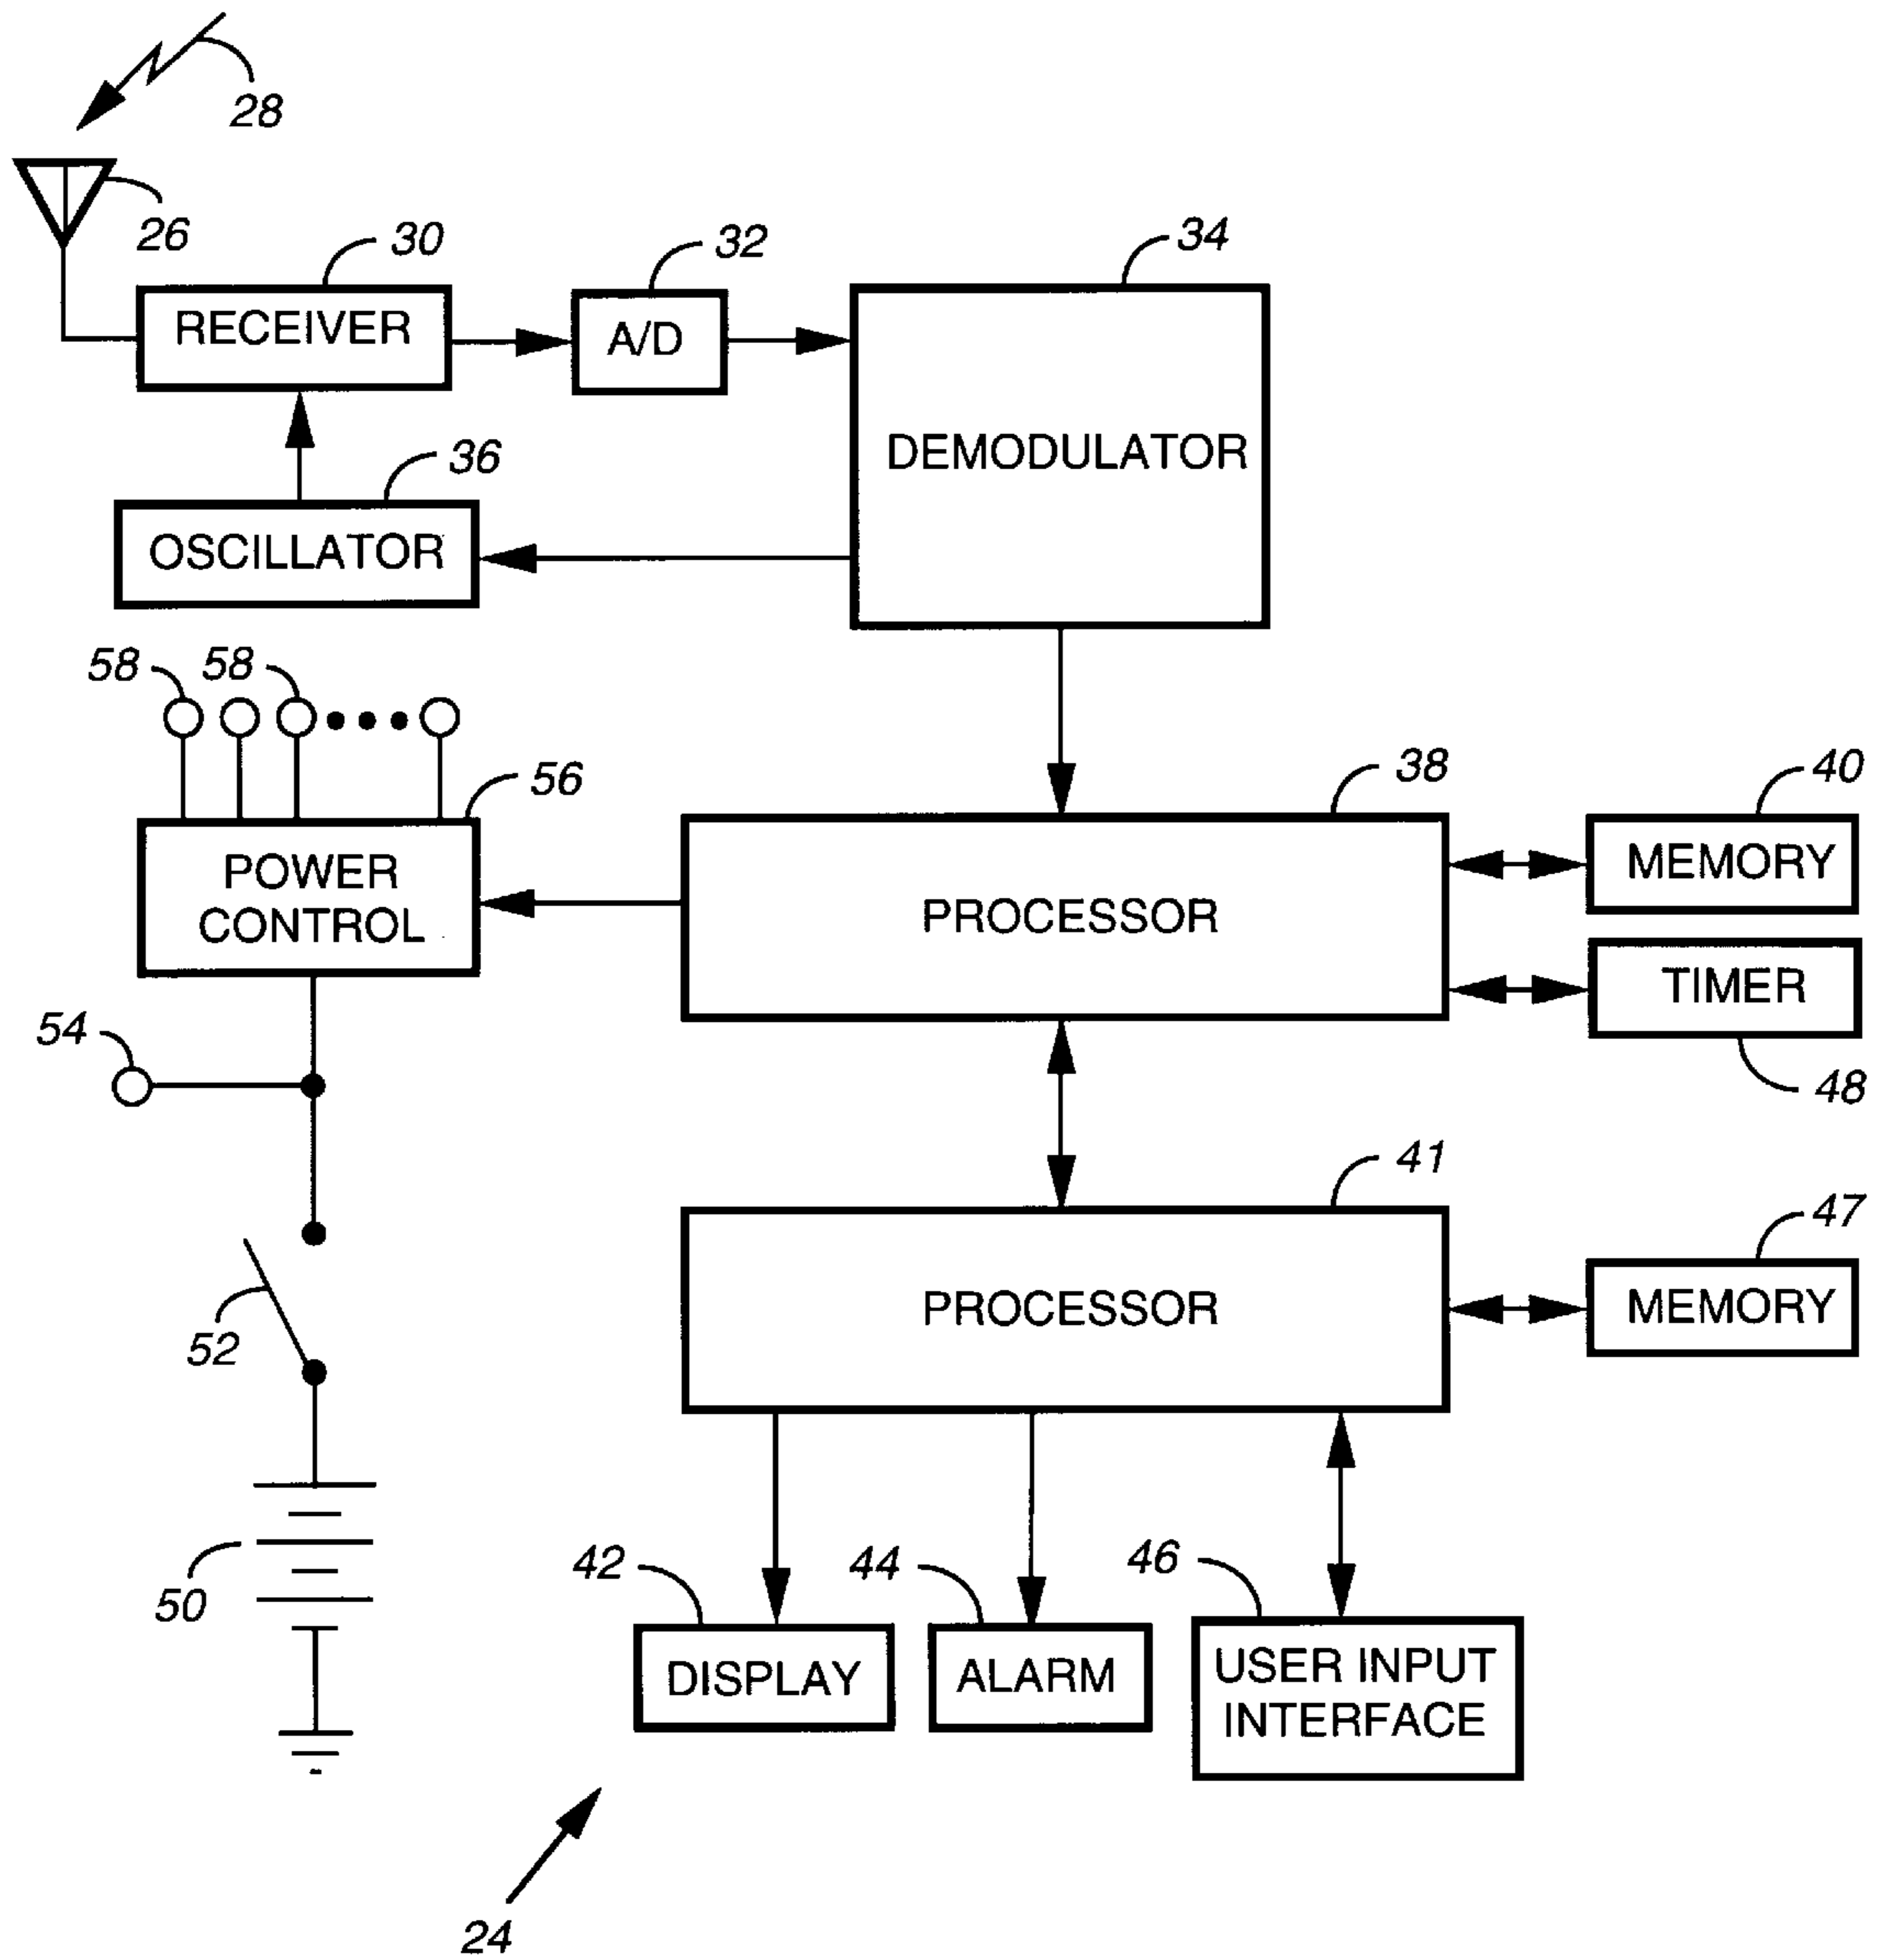 28
26
30
32
34
RECEIVER
A/D
DEMODULATOR
36
OSCILLATOR
58
58
56
38
40
POWER
CONTROL
PROCESSOR
MEMORY
TIMER
54
48
41
47
PROCESSOR
MEMORY
52
50
42
44
46
DISPLAY
ALARM
USER INPUT
INTERFACE
24